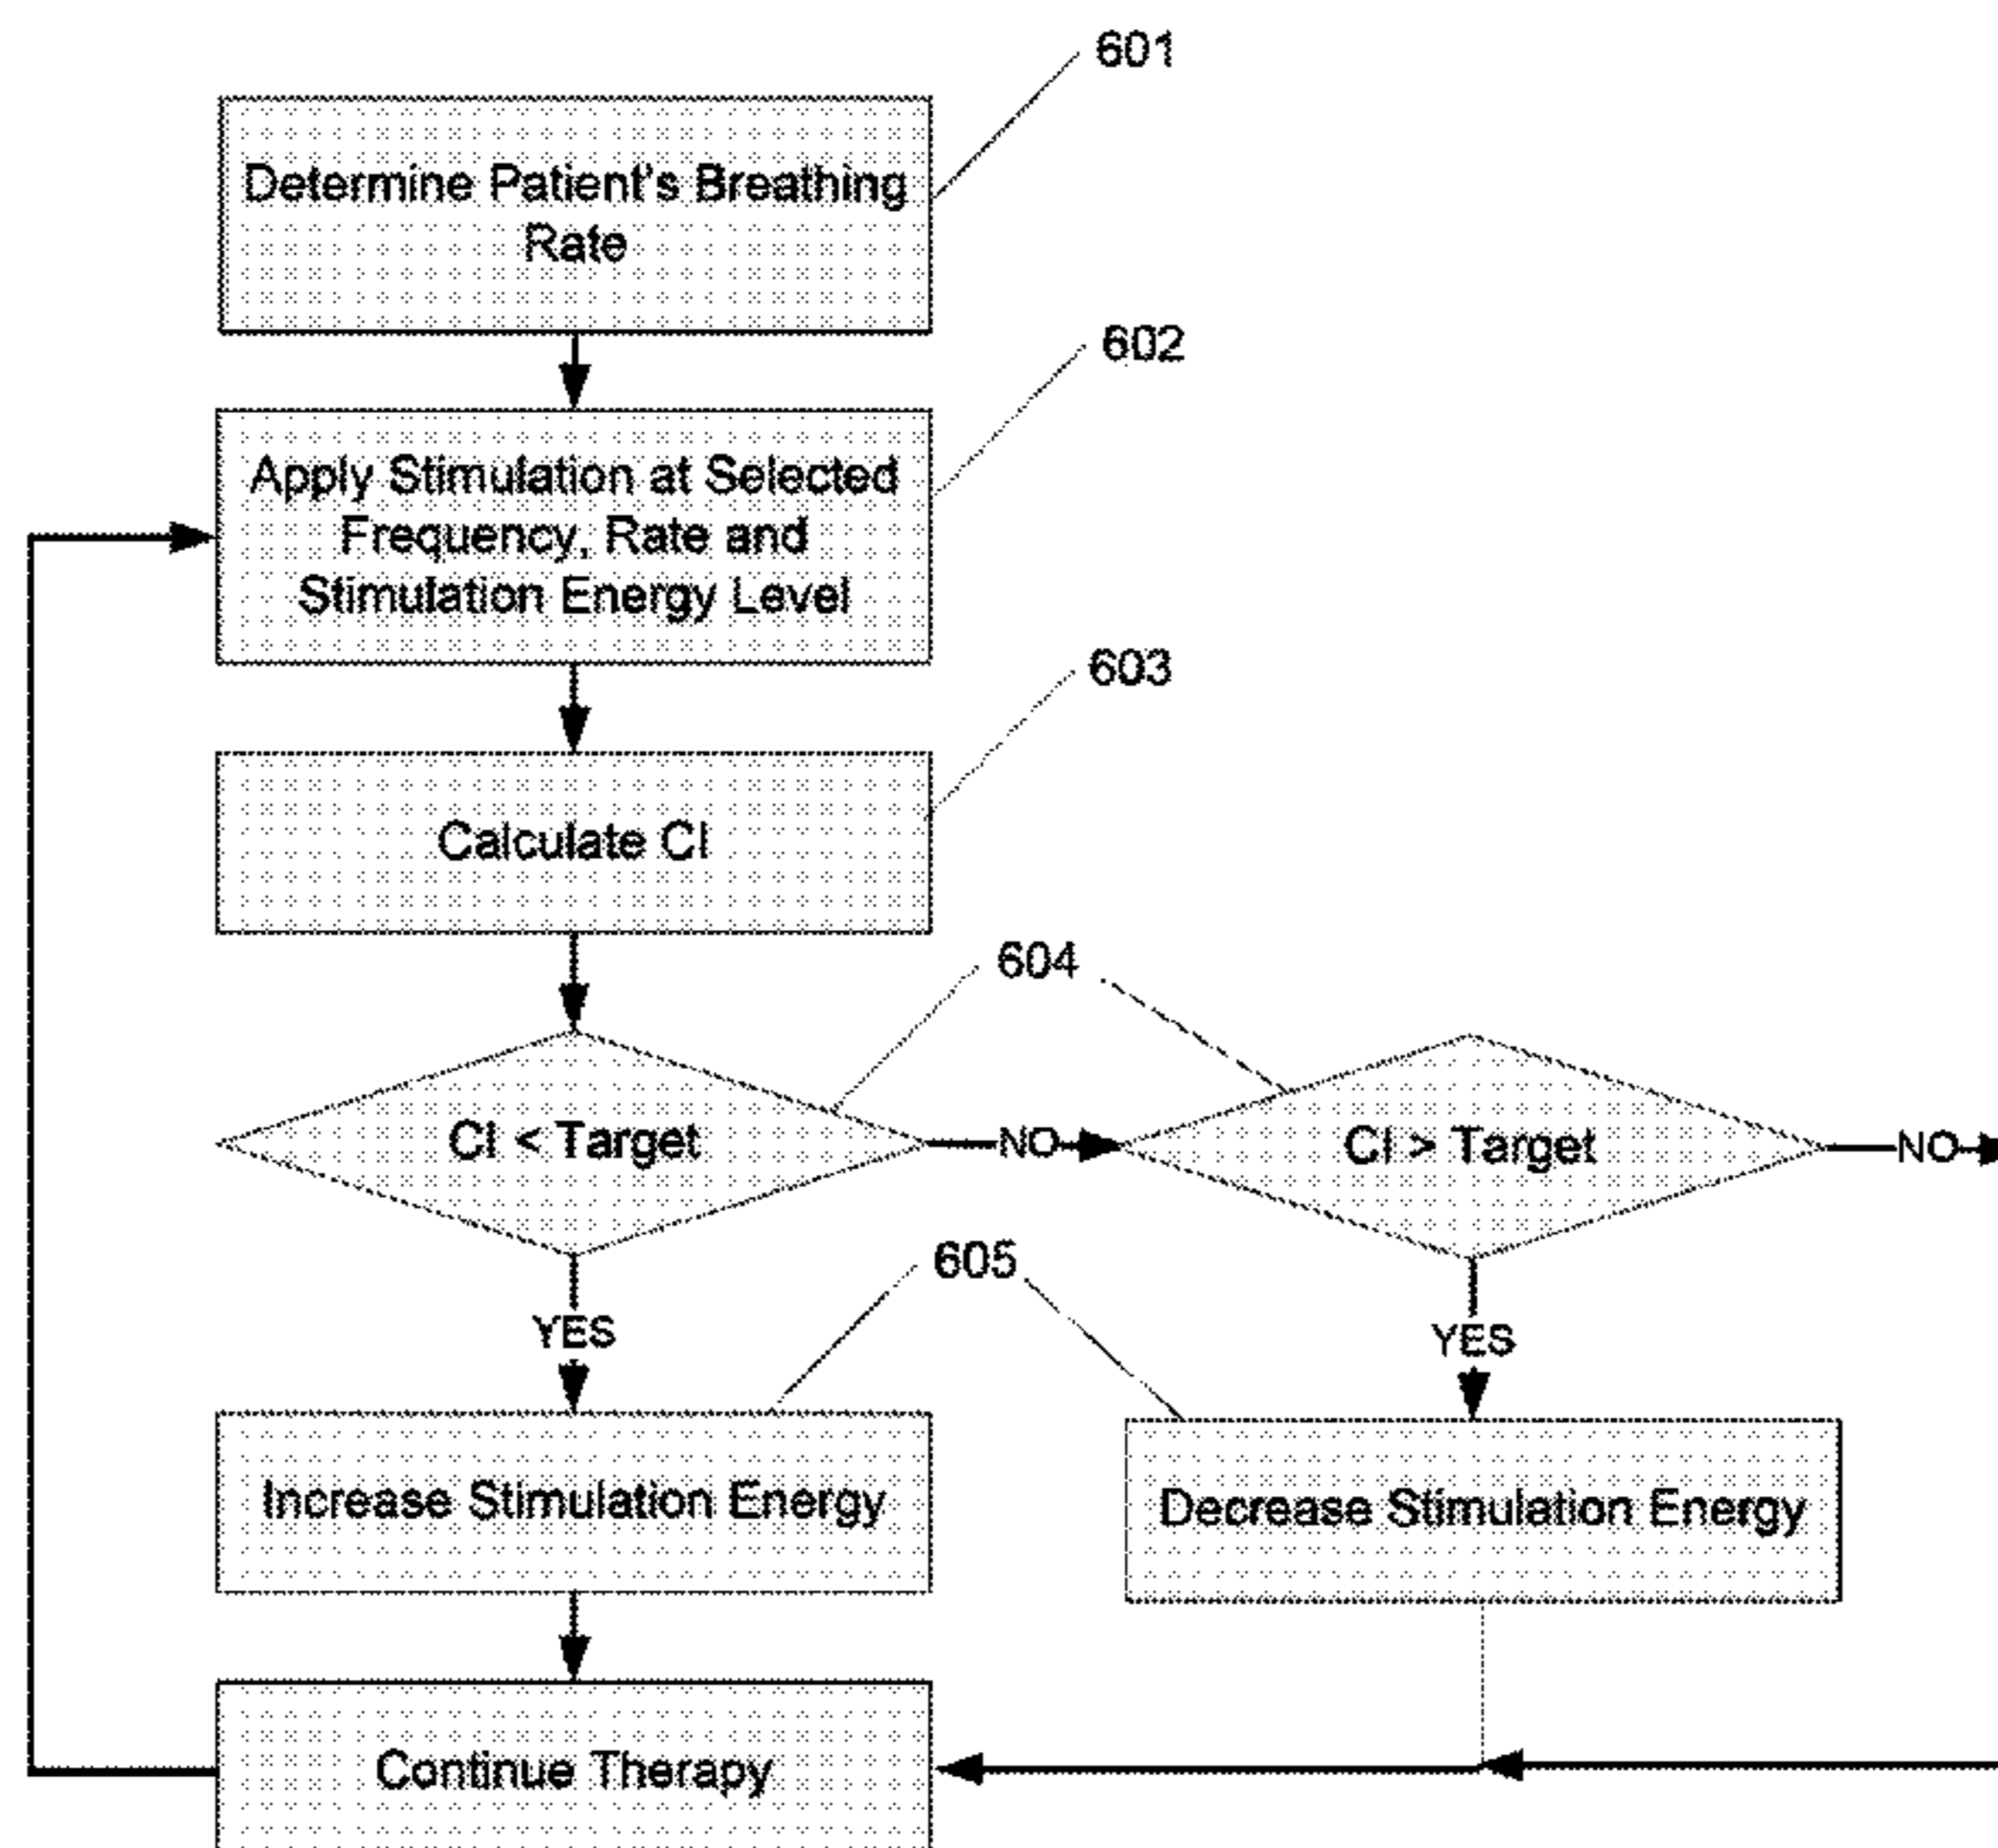 601
Determine Patient's Breathing
Rate
602
Apply Stimulation at Selected
Frequency, Rate and
Stimulation Energy Level
603
Calculate CI
604
CI < Target
NO
CI > Target
NO
605
YES
YES
Increase Stimulation Energy
Decrease Stimulation Energy
Continue Therapy